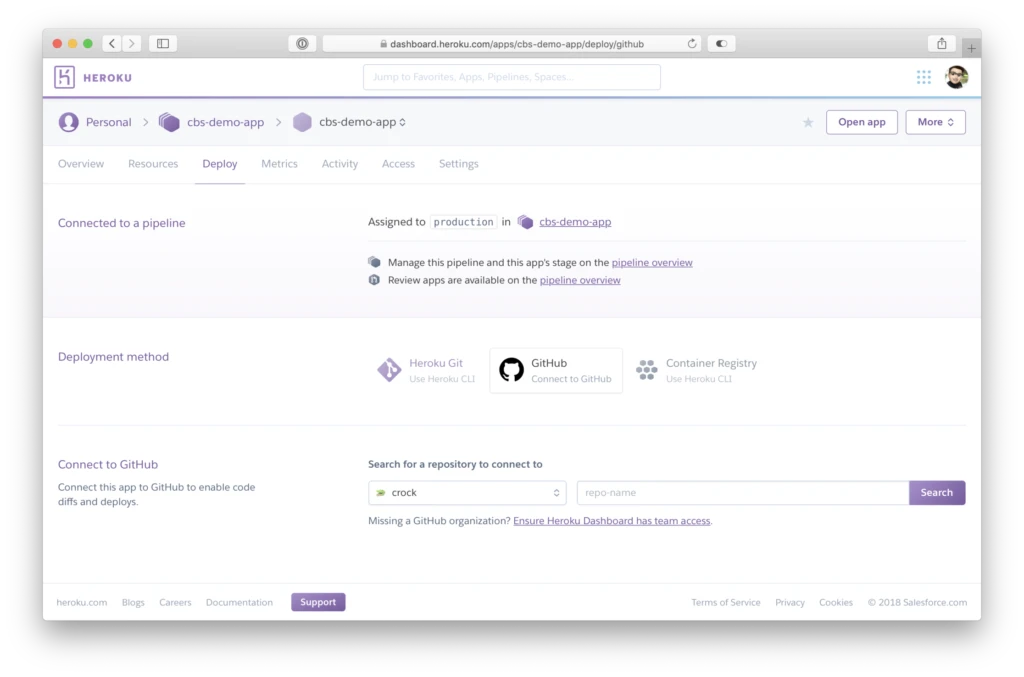 dashboard.heroku.com/apps/cbs-demo-app/deploy/github
HEROKU
Jump to Favorites, Apps, Pipelines, Spaces...
Personal > cbs-demo-app > cbs-demo-app
Open app
More
Overview Resources Deploy Metrics Activity Access Settings
Connected to a pipeline
Assigned to production in cbs-demo-app
Manage this pipeline and this app's stage on the pipeline overview
Review apps are available on the pipeline overview
Deployment method
Heroku Git
Use Heroku CLI
GitHub
Connect to GitHub
Container Registry
Use Heroku CLI
Connect to GitHub
Connect this app to GitHub to enable code
diffs and deploys.
Search for a repository to connect to
crock
repo-name
Search
Missing a GitHub organization? Ensure Heroku Dashboard has team access.
heroku.com Blogs Careers Documentation Support
Terms of Service Privacy Cookies © 2018 Salesforce.com